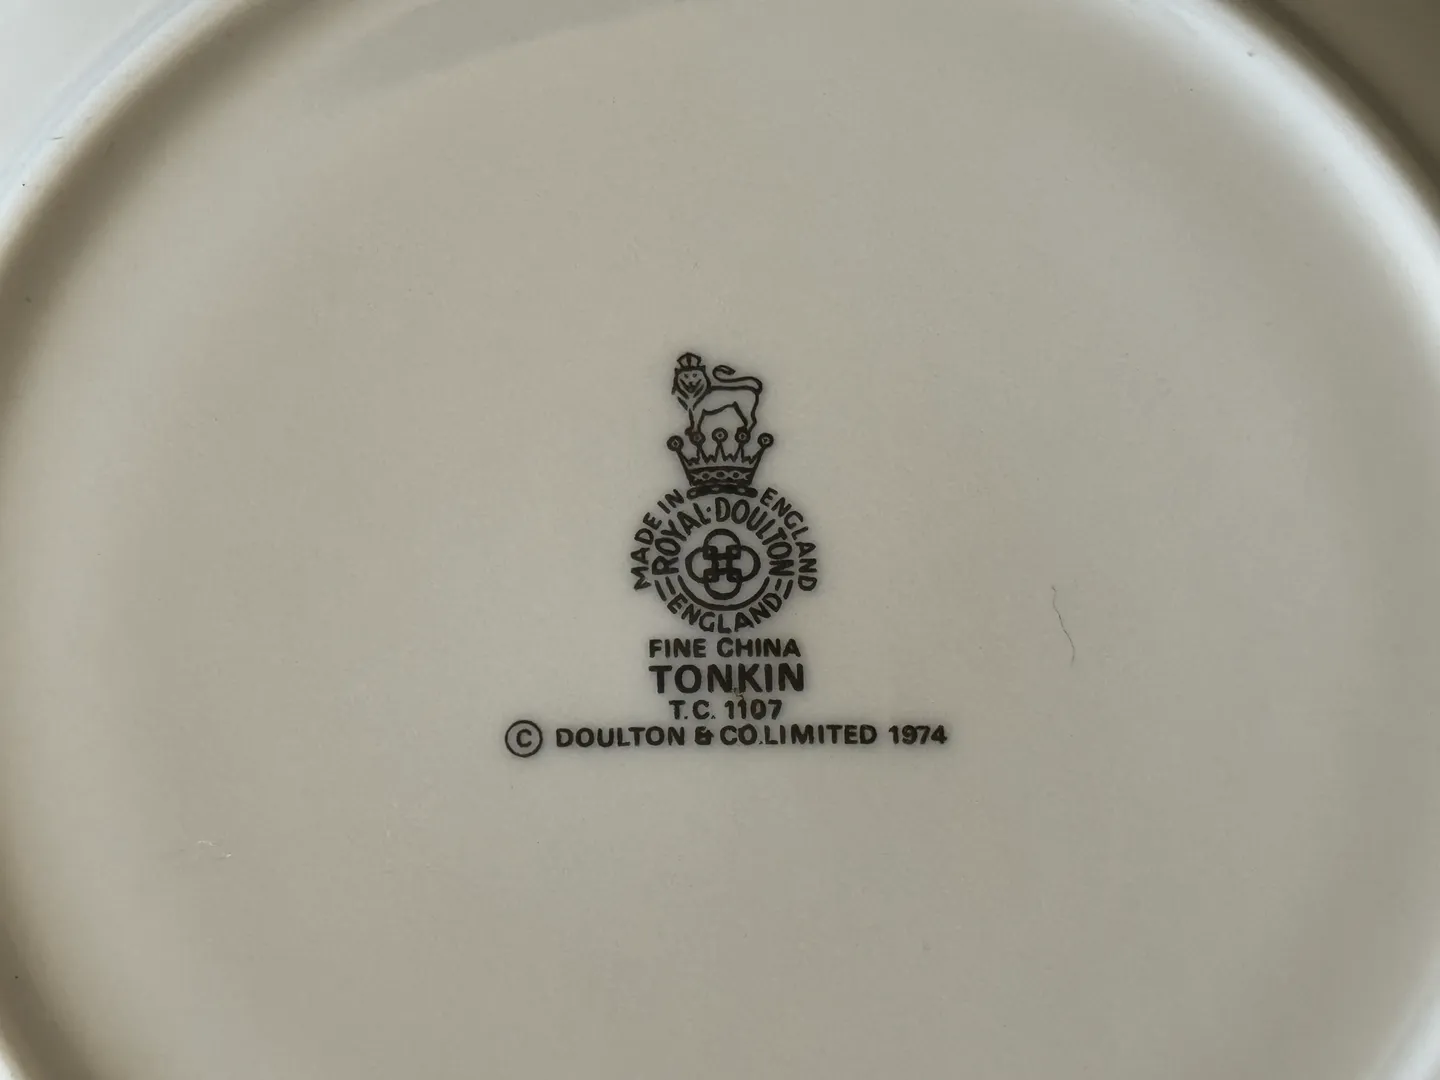 MADE IN ENGLAND
ROYAL·DOULTON
ENGLAND
FINE CHINA
TONKIN
T.C. 1107
© DOULTON & CO.LIMITED 1974